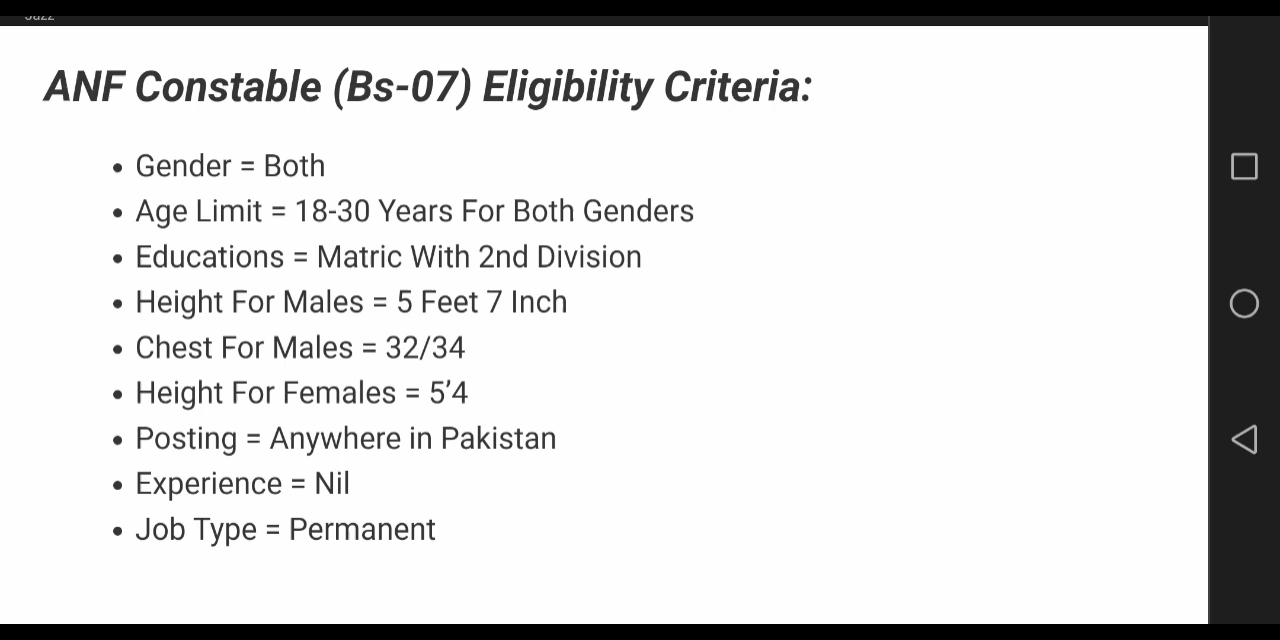 Jazz
ANF Constable (Bs-07) Eligibility Criteria:
• Gender = Both
• Age Limit = 18-30 Years For Both Genders
• Educations = Matric With 2nd Division
• Height For Males = 5 Feet 7 Inch
• Chest For Males = 32/34
• Height For Females = 5’4
• Posting = Anywhere in Pakistan
• Experience = Nil
• Job Type = Permanent